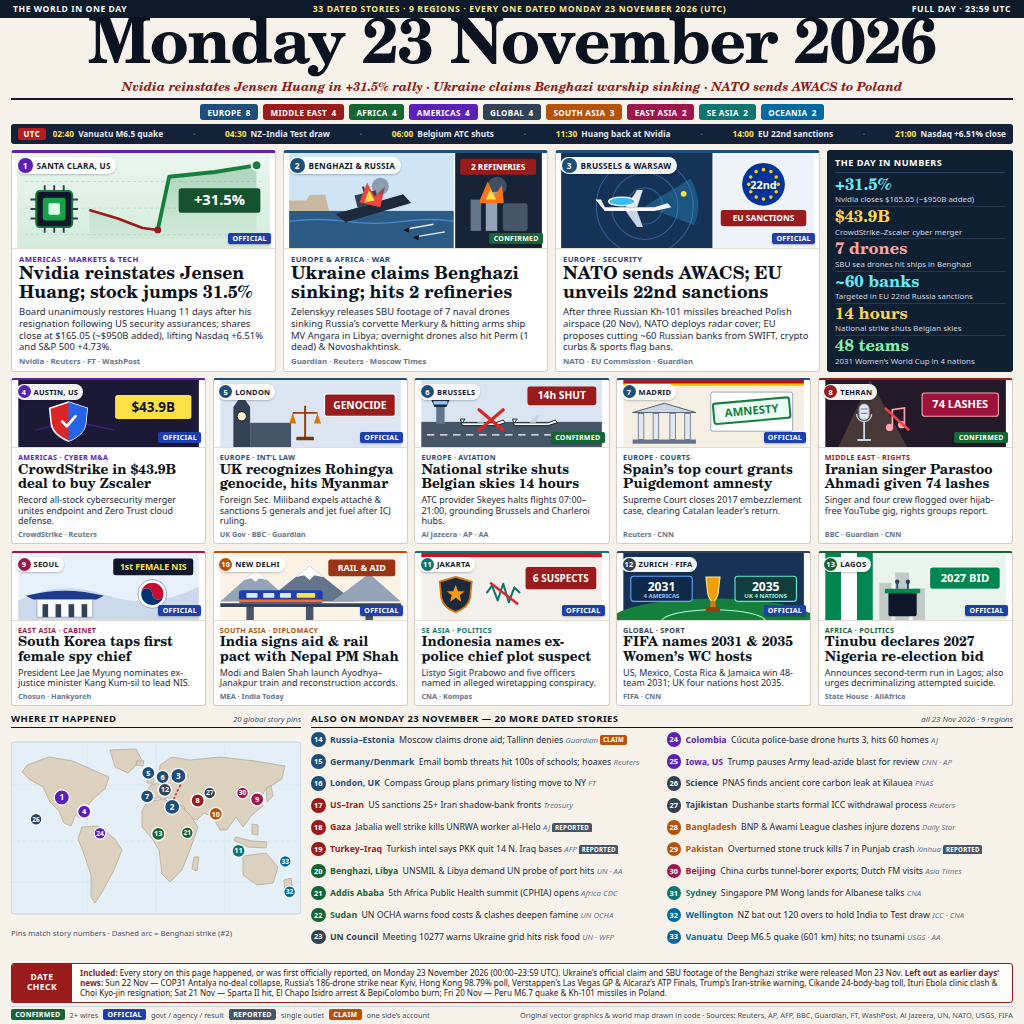 THE WORLD IN ONE DAY
33 DATED STORIES · 9 REGIONS · EVERY ONE DATED MONDAY 23 NOVEMBER 2026 (UTC)
FULL DAY · 23:59 UTC
Monday 23 November 2026
Nvidia reinstates Jensen Huang in +31.5% rally · Ukraine claims Benghazi warship sinking · NATO sends AWACS to Poland
EUROPE 8 MIDDLE EAST 4 AFRICA 4 AMERICAS 4 GLOBAL 4 SOUTH ASIA 3 EAST ASIA 2 SE ASIA 2 OCEANIA 2
UTC 02:40 Vanuatu M6.5 quake · 04:30 NZ–India Test draw · 06:00 Belgium ATC shuts · 11:30 Huang back at Nvidia · 14:00 EU 22nd sanctions · 21:00 Nasdaq +6.51% close
1 SANTA CLARA, US
+31.5%
OFFICIAL
AMERICAS · MARKETS & TECH
Nvidia reinstates Jensen
Huang; stock jumps 31.5%
Board unanimously restores Huang 11 days after his
resignation following US security assurances; shares
close at $165.05 (~$950B added), lifting Nasdaq +6.51%
and S&P 500 +4.73%.
Nvidia · Reuters · FT · WashPost
2 BENGHAZI & RUSSIA
2 REFINERIES
CONFIRMED
EUROPE & AFRICA · WAR
Ukraine claims Benghazi
sinking; hits 2 refineries
Zelenskyy releases SBU footage of 7 naval drones
sinking Russia's corvette Merkury & hitting arms ship
MV Angara in Libya; overnight drones also hit Perm (1
dead) & Novoshakhtinsk.
Guardian · Reuters · Moscow Times
3 BRUSSELS & WARSAW
22nd
EU SANCTIONS
OFFICIAL
EUROPE · SECURITY
NATO sends AWACS; EU
unveils 22nd sanctions
After three Russian Kh-101 missiles breached Polish
airspace (20 Nov), NATO deploys radar cover; EU
proposes cutting ~60 Russian banks from SWIFT, crypto
curbs & sports flag bans.
NATO · EU Commission · Guardian
THE DAY IN NUMBERS
+31.5%
Nvidia closes $165.05 (~$950B added)
$43.9B
CrowdStrike–Zscaler cyber merger
7 drones
SBU sea drones hit ships in Benghazi
~60 banks
Targeted in EU 22nd Russia sanctions
14 hours
National strike shuts Belgian skies
48 teams
2031 Women's World Cup in 4 nations
4 AUSTIN, US
$43.9B
OFFICIAL
AMERICAS · CYBER M&A
CrowdStrike in $43.9B
deal to buy Zscaler
Record all-stock cybersecurity merger
unites endpoint and Zero Trust cloud
defense.
CrowdStrike · Reuters
5 LONDON
GENOCIDE
OFFICIAL
EUROPE · INT'L LAW
UK recognizes Rohingya
genocide, hits Myanmar
Foreign Sec. Miliband expels attaché &
sanctions 5 generals and jet fuel after ICJ
ruling.
UK Gov · BBC · Guardian
6 BRUSSELS
14h SHUT
CONFIRMED
EUROPE · AVIATION
National strike shuts
Belgian skies 14 hours
ATC provider Skeyes halts flights 07:00–
21:00, grounding Brussels and Charleroi
hubs.
Al Jazeera · AP · AA
7 MADRID
AMNESTY
OFFICIAL
EUROPE · COURTS
Spain's top court grants
Puigdemont amnesty
Supreme Court closes 2017 embezzlement
case, clearing Catalan leader's return.
Reuters · CNN
8 TEHRAN
74 LASHES
CONFIRMED
MIDDLE EAST · RIGHTS
Iranian singer Parastoo
Ahmadi given 74 lashes
Singer and four crew flogged over hijab-
free YouTube gig, rights groups report.
BBC · Guardian · CNN
9 SEOUL
1st FEMALE NIS
OFFICIAL
EAST ASIA · CABINET
South Korea taps first
female spy chief
President Lee Jae Myung nominates ex-
justice minister Kang Kum-sil to lead NIS.
Chosun · Hankyoreh
10 NEW DELHI
RAIL & AID
OFFICIAL
SOUTH ASIA · DIPLOMACY
India signs aid & rail
pact with Nepal PM Shah
Modi and Balen Shah launch Ayodhya–
Janakpur train and reconstruction accords.
MEA · India Today
11 JAKARTA
6 SUSPECTS
OFFICIAL
SE ASIA · POLITICS
Indonesia names ex-
police chief plot suspect
Listyo Sigit Prabowo and five officers
named in alleged wiretapping conspiracy.
CNA · Kompas
12 ZURICH · FIFA
2031
4 AMERICAS
2035
UK 4 NATIONS
OFFICIAL
GLOBAL · SPORT
FIFA names 2031 & 2035
Women's WC hosts
US, Mexico, Costa Rica & Jamaica win 48-
team 2031; UK four nations host 2035.
FIFA · CNN
13 LAGOS
2027 BID
OFFICIAL
AFRICA · POLITICS
Tinubu declares 2027
Nigeria re-election bid
Announces second-term run in Lagos; also
urges decriminalizing attempted suicide.
State House · AllAfrica
WHERE IT HAPPENED
20 global story pins
1 2 3 4 5 6 7 8 9 10 11 12 13 21 24 26 27 30 32 33
Pins match story numbers · Dashed arc = Benghazi strike (#2)
ALSO ON MONDAY 23 NOVEMBER — 20 MORE DATED STORIES
all 23 Nov 2026 · 9 regions
14 Russia–Estonia Moscow claims drone aid; Tallinn denies Guardian CLAIM
15 Germany/Denmark Email bomb threats hit 100s of schools; hoaxes Reuters
16 London, UK Compass Group plans primary listing move to NY FT
17 US–Iran US sanctions 25+ Iran shadow-bank fronts Treasury
18 Gaza Jabalia well strike kills UNRWA worker al-Helo AJ REPORTED
19 Turkey–Iraq Turkish intel says PKK quit 14 N. Iraq bases AFP REPORTED
20 Benghazi, Libya UNSMIL & Libya demand UN probe of port hits UN · AA
21 Addis Ababa 5th Africa Public Health summit (CPHIA) opens Africa CDC
22 Sudan UN OCHA warns food costs & clashes deepen famine UN OCHA
23 UN Council Meeting 10277 warns Ukraine grid hits risk food UN · WFP
24 Colombia Cúcuta police-base drone hurts 3, hits 60 homes AJ
25 Iowa, US Trump pauses Army lead-azide blast for review CNN · AP
26 Science PNAS finds ancient core carbon leak at Kilauea PNAS
27 Tajikistan Dushanbe starts formal ICC withdrawal process Reuters
28 Bangladesh BNP & Awami League clashes injure dozens Daily Star
29 Pakistan Overturned stone truck kills 7 in Punjab crash Xinhua REPORTED
30 Beijing China curbs tunnel-borer exports; Dutch FM visits Asia Times
31 Sydney Singapore PM Wong lands for Albanese talks CNA
32 Wellington NZ bat out 120 overs to hold India to Test draw ICC · CNA
33 Vanuatu Deep M6.5 quake (601 km) hits; no tsunami USGS · AA
DATE
CHECK
Included: Every story on this page happened, or was first officially reported, on Monday 23 November 2026 (00:00–23:59 UTC). Ukraine's official claim and SBU footage of the Benghazi strike were released Mon 23 Nov. Left out as earlier days'
news: Sun 22 Nov — COP31 Antalya no-deal collapse, Russia's 186-drone strike near Kyiv, Hong Kong 98.79% poll, Verstappen's Las Vegas GP & Alcaraz's ATP Finals, Trump's Iran-strike warning, Cikande 24-body-bag toll, Ituri Ebola clinic clash &
Choi Kyo-jin resignation; Sat 21 Nov — Sparta II hit, El Chapo Isidro arrest & BepiColombo burn; Fri 20 Nov — Peru M6.7 quake & Kh-101 missiles in Poland.
CONFIRMED 2+ wires OFFICIAL govt / agency / result REPORTED single outlet CLAIM one side's account
Original vector graphics & world map drawn in code · Sources: Reuters, AP, AFP, BBC, Guardian, FT, WashPost, Al Jazeera, UN, NATO, USGS, FIFA